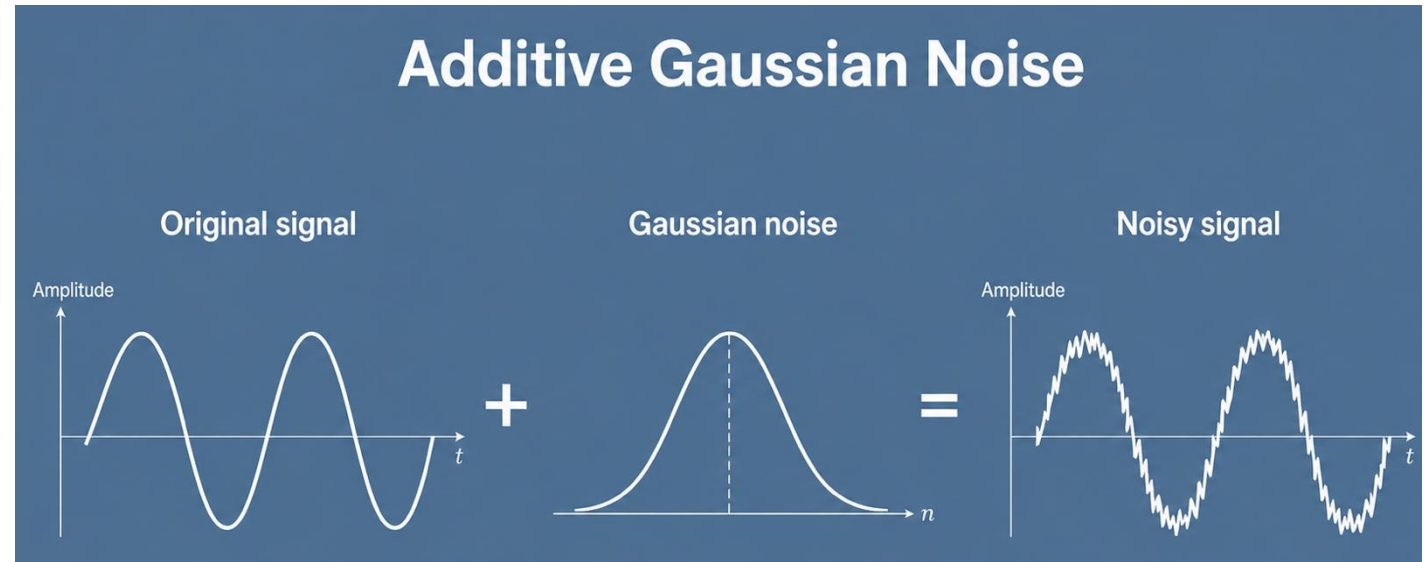 Additive Gaussian Noise
Original signal
Gaussian noise
Noisy signal
Amplitude
t
+
n
=
Amplitude
t